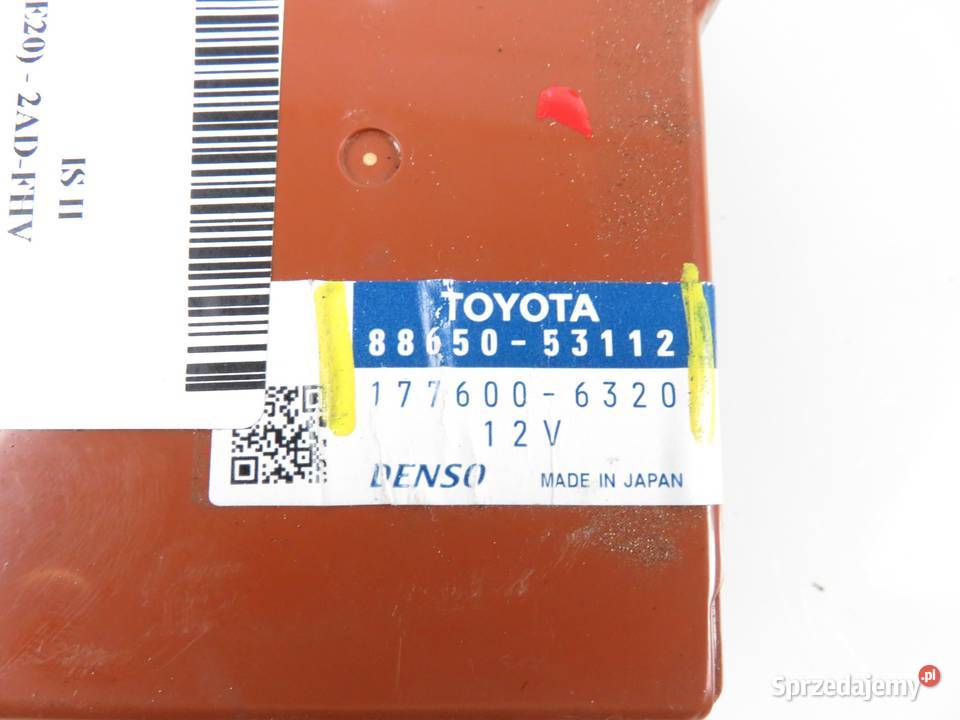 E20) - 2AD-FHV
IS II
TOYOTA
88650-53112
177600-6320
12V
DENSO
MADE IN JAPAN
Sprzedajemy.pl